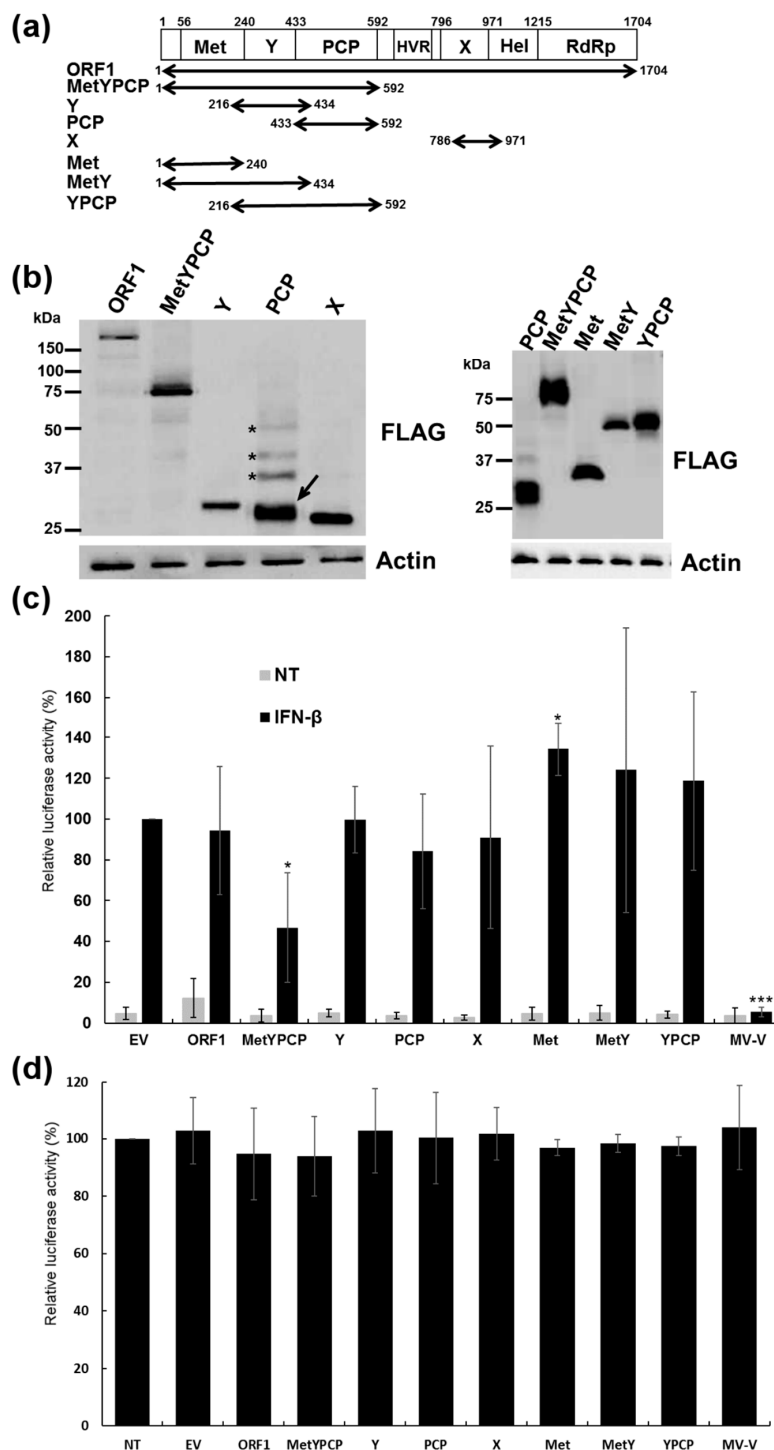 (a)
1 56 240 433 592 796 971 1215 1704
Met Y PCP HVR X Hel RdRp
ORF1 1 1704
MetYPCP 1 592
Y 216 434
PCP 433 592
X 786 971
Met 1 240
MetY 1 434
YPCP 216 592
(b)
ORF1 MetYPCP Y PCP X
kDa
150
100
75
50 *
* 
37 *
25
FLAG
Actin
PCP MetYPCP Met MetY YPCP
kDa
75
50
37
25
FLAG
Actin
(c)
Relative luciferase activity (%)
200
180
160
140
120
100
80
60
40
20
0
NT
IFN-β
*
*
***
EV ORF1 MetYPCP Y PCP X Met MetY YPCP MV-V
(d)
Relative luciferase activity (%)
120
100
80
60
40
20
0
NT EV ORF1 MetYPCP Y PCP X Met MetY YPCP MV-V